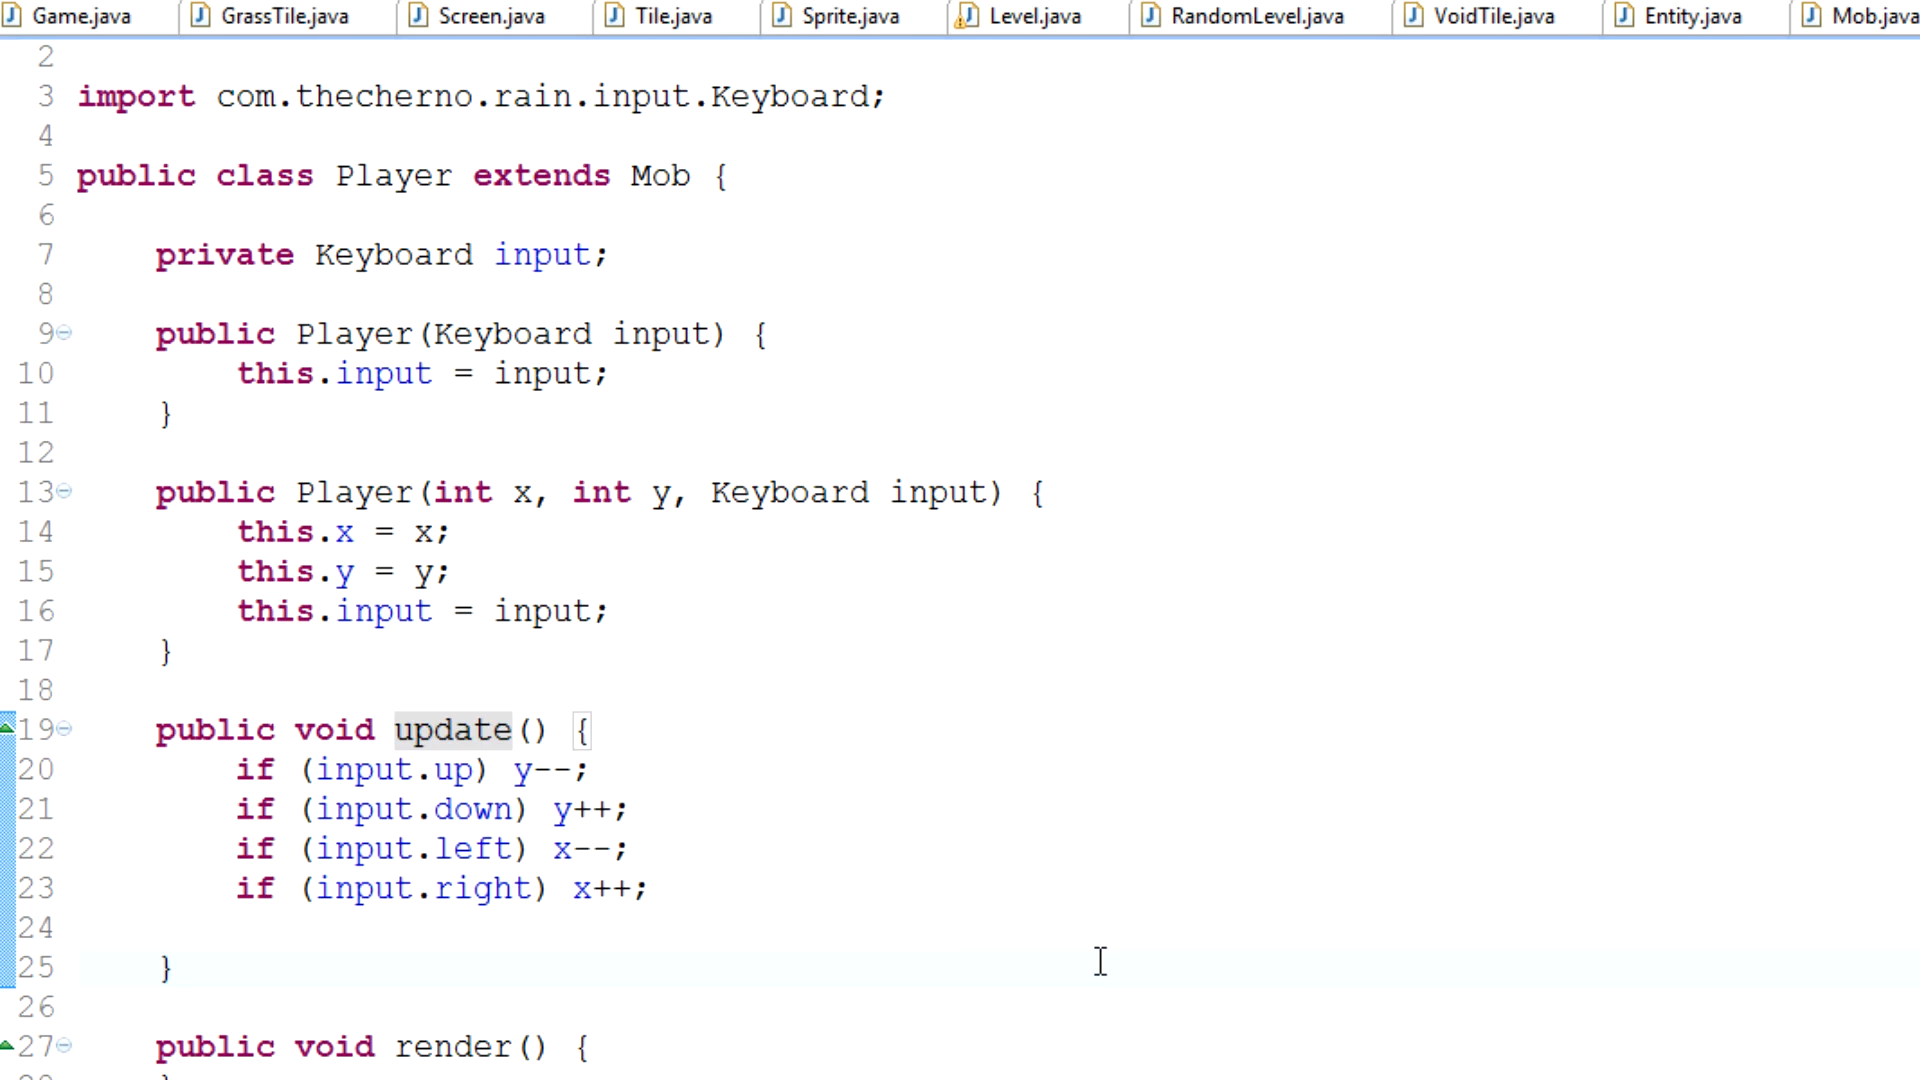 Game.java GrassTile.java Screen.java Tile.java Sprite.java Level.java RandomLevel.java VoidTile.java Entity.java Mob.java
2
3 import com.thecherno.rain.input.Keyboard;
4
5 public class Player extends Mob {
6
7 private Keyboard input;
8
9 public Player(Keyboard input) {
10 this.input = input;
11 }
12
13 public Player(int x, int y, Keyboard input) {
14 this.x = x;
15 this.y = y;
16 this.input = input;
17 }
18
19 public void update() {
20 if (input.up) y--;
21 if (input.down) y++;
22 if (input.left) x--;
23 if (input.right) x++;
24
25 }
26
27 public void render() {